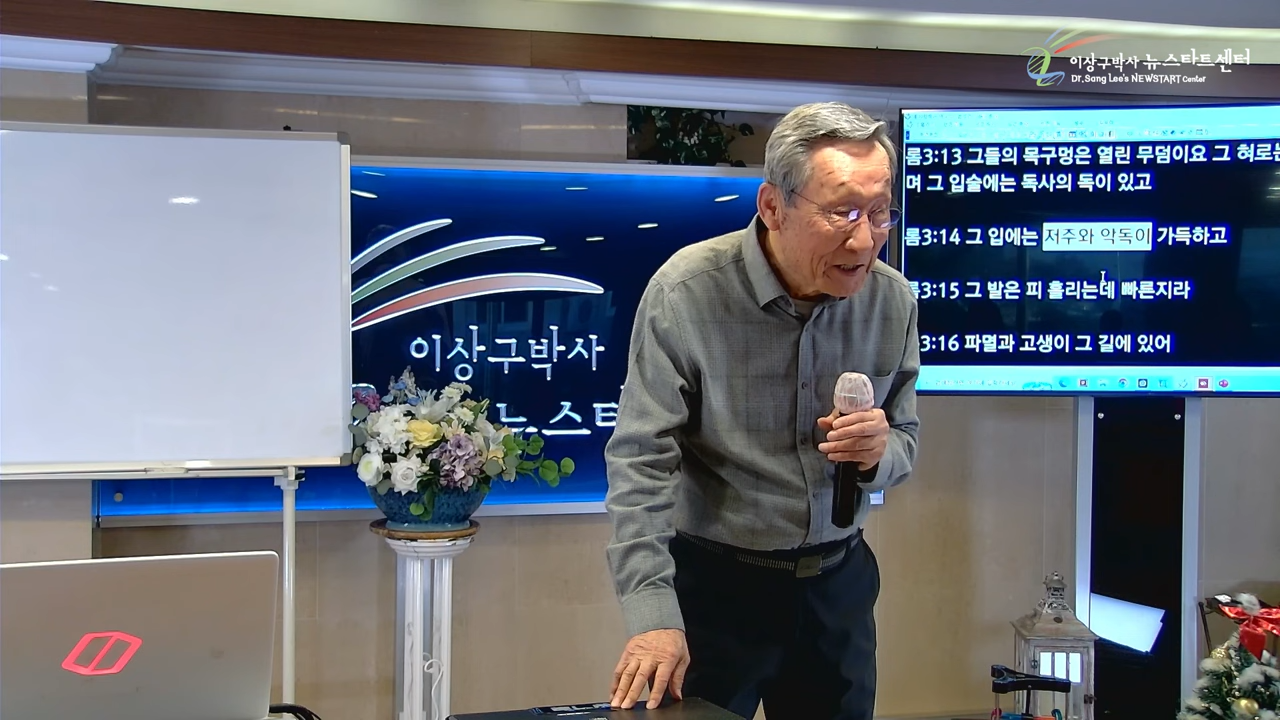 이상구박사 뉴스타트센터
Dr. Sang Lee's NEWSTART Center
롬3:13 그들의 목구멍은 열린 무덤이요 그 혀로는
며 그 입술에는 독사의 독이 있고
롬3:14 그 입에는 저주와 악독이 가득하고
롬3:15 그 발은 피 흘리는데 빠른지라
3:16 파멸과 고생이 그 길에 있어
이상구박사
뉴스타